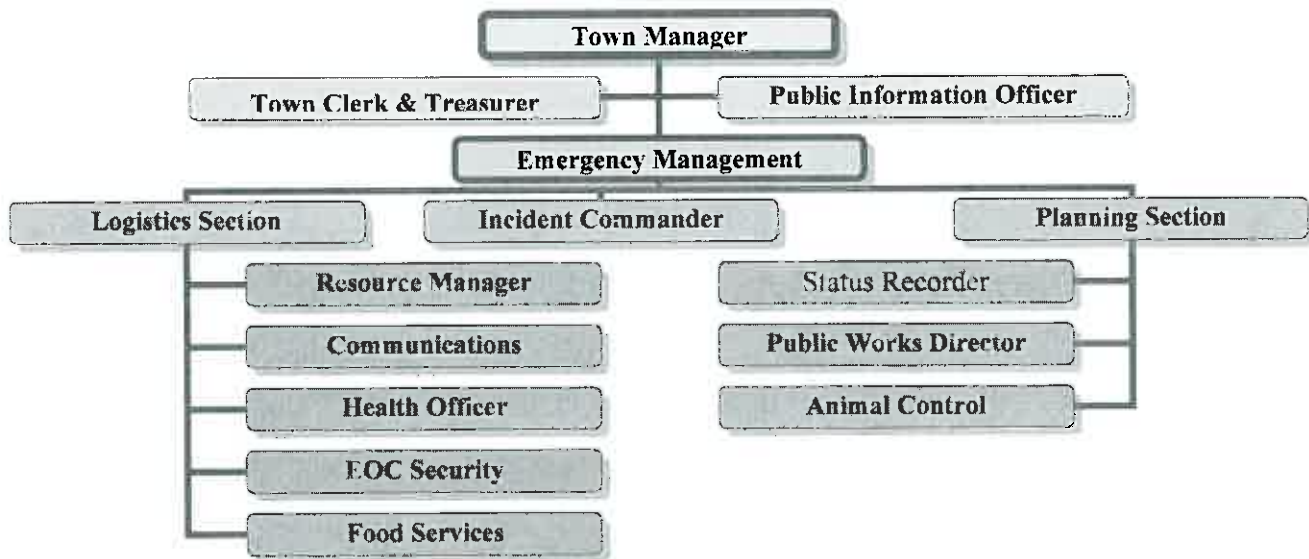 Town Manager
Town Clerk & Treasurer
Public Information Officer
Emergency Management
Logistics Section
Incident Commander
Planning Section
Resource Manager
Communications
Health Officer
EOC Security
Food Services
Status Recorder
Public Works Director
Animal Control